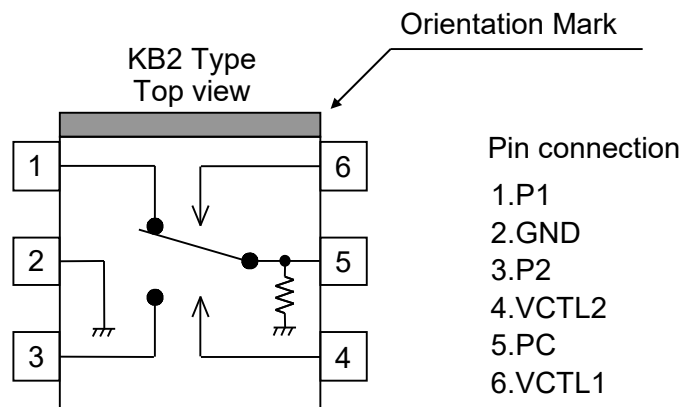 Orientation Mark
KB2 Type
Top view
1
6
2
5
3
4
Pin connection
1.P1
2.GND
3.P2
4.VCTL2
5.PC
6.VCTL1